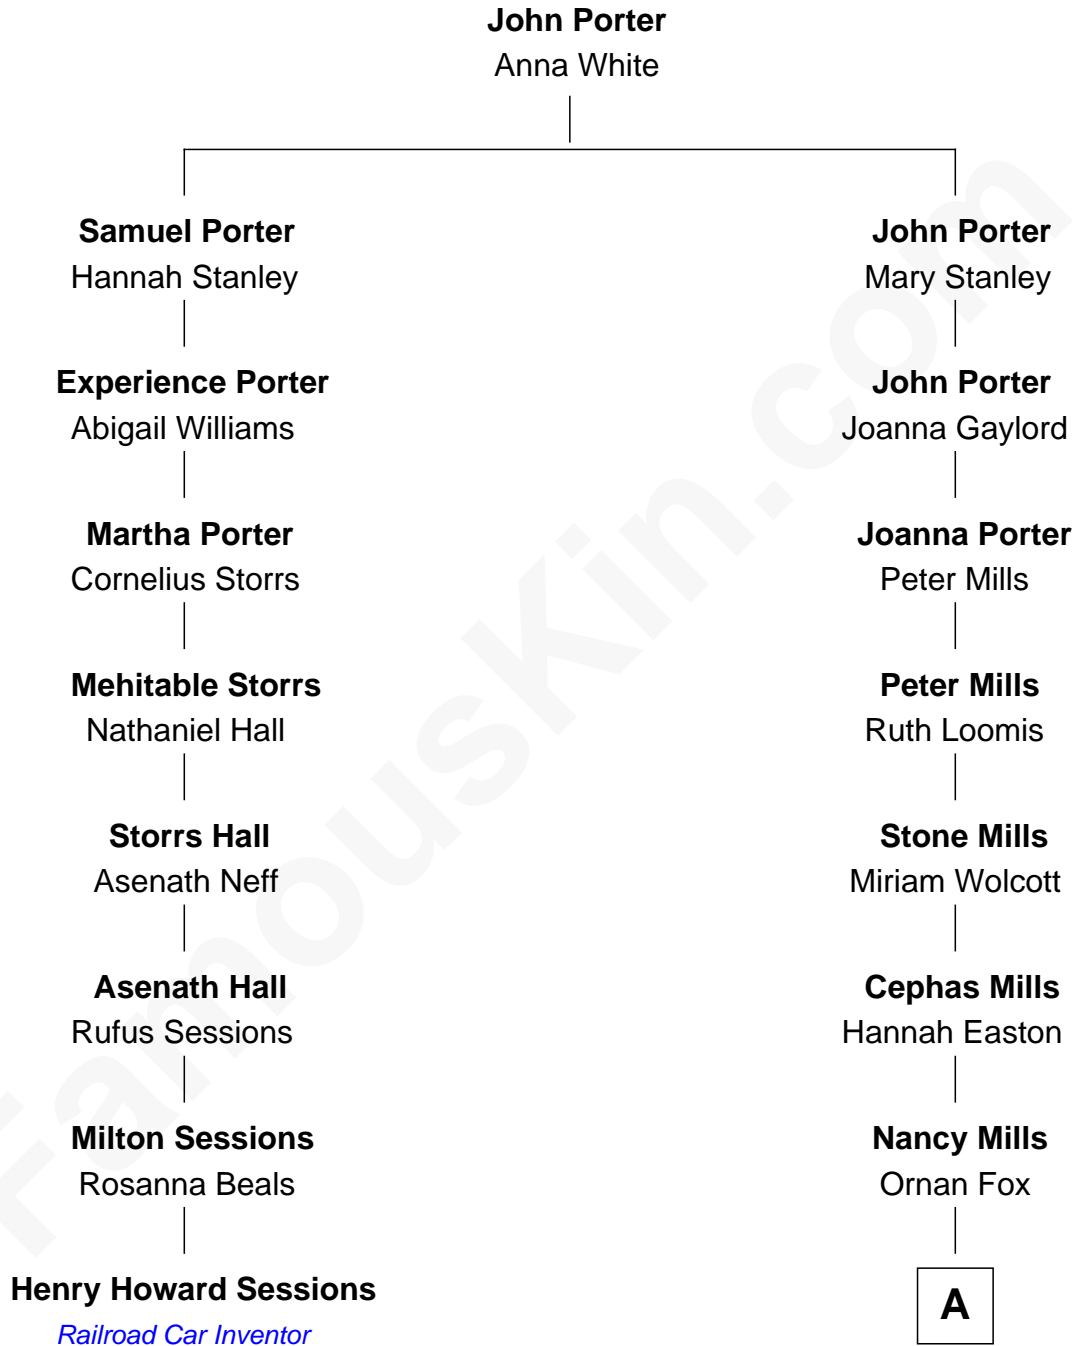 John Porter
Anna White
Samuel Porter
Hannah Stanley
John Porter
Mary Stanley
Experience Porter
Abigail Williams
John Porter
Joanna Gaylord
Martha Porter
Cornelius Storrs
Joanna Porter
Peter Mills
Mehitable Storrs
Nathaniel Hall
Peter Mills
Ruth Loomis
Storrs Hall
Asenath Neff
Stone Mills
Miriam Wolcott
Asenath Hall
Rufus Sessions
Cephas Mills
Hannah Easton
Milton Sessions
Rosanna Beals
Nancy Mills
Ornan Fox
Henry Howard Sessions
Railroad Car Inventor
A
FamousKin.com